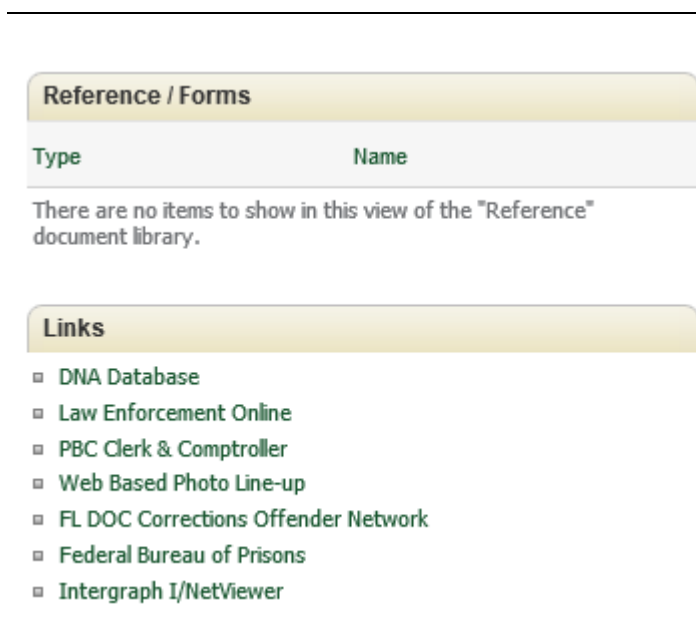 Reference / Forms
Type Name
There are no items to show in this view of the "Reference"
document library.
Links
DNA Database
Law Enforcement Online
PBC Clerk & Comptroller
Web Based Photo Line-up
FL DOC Corrections Offender Network
Federal Bureau of Prisons
Intergraph I/NetViewer